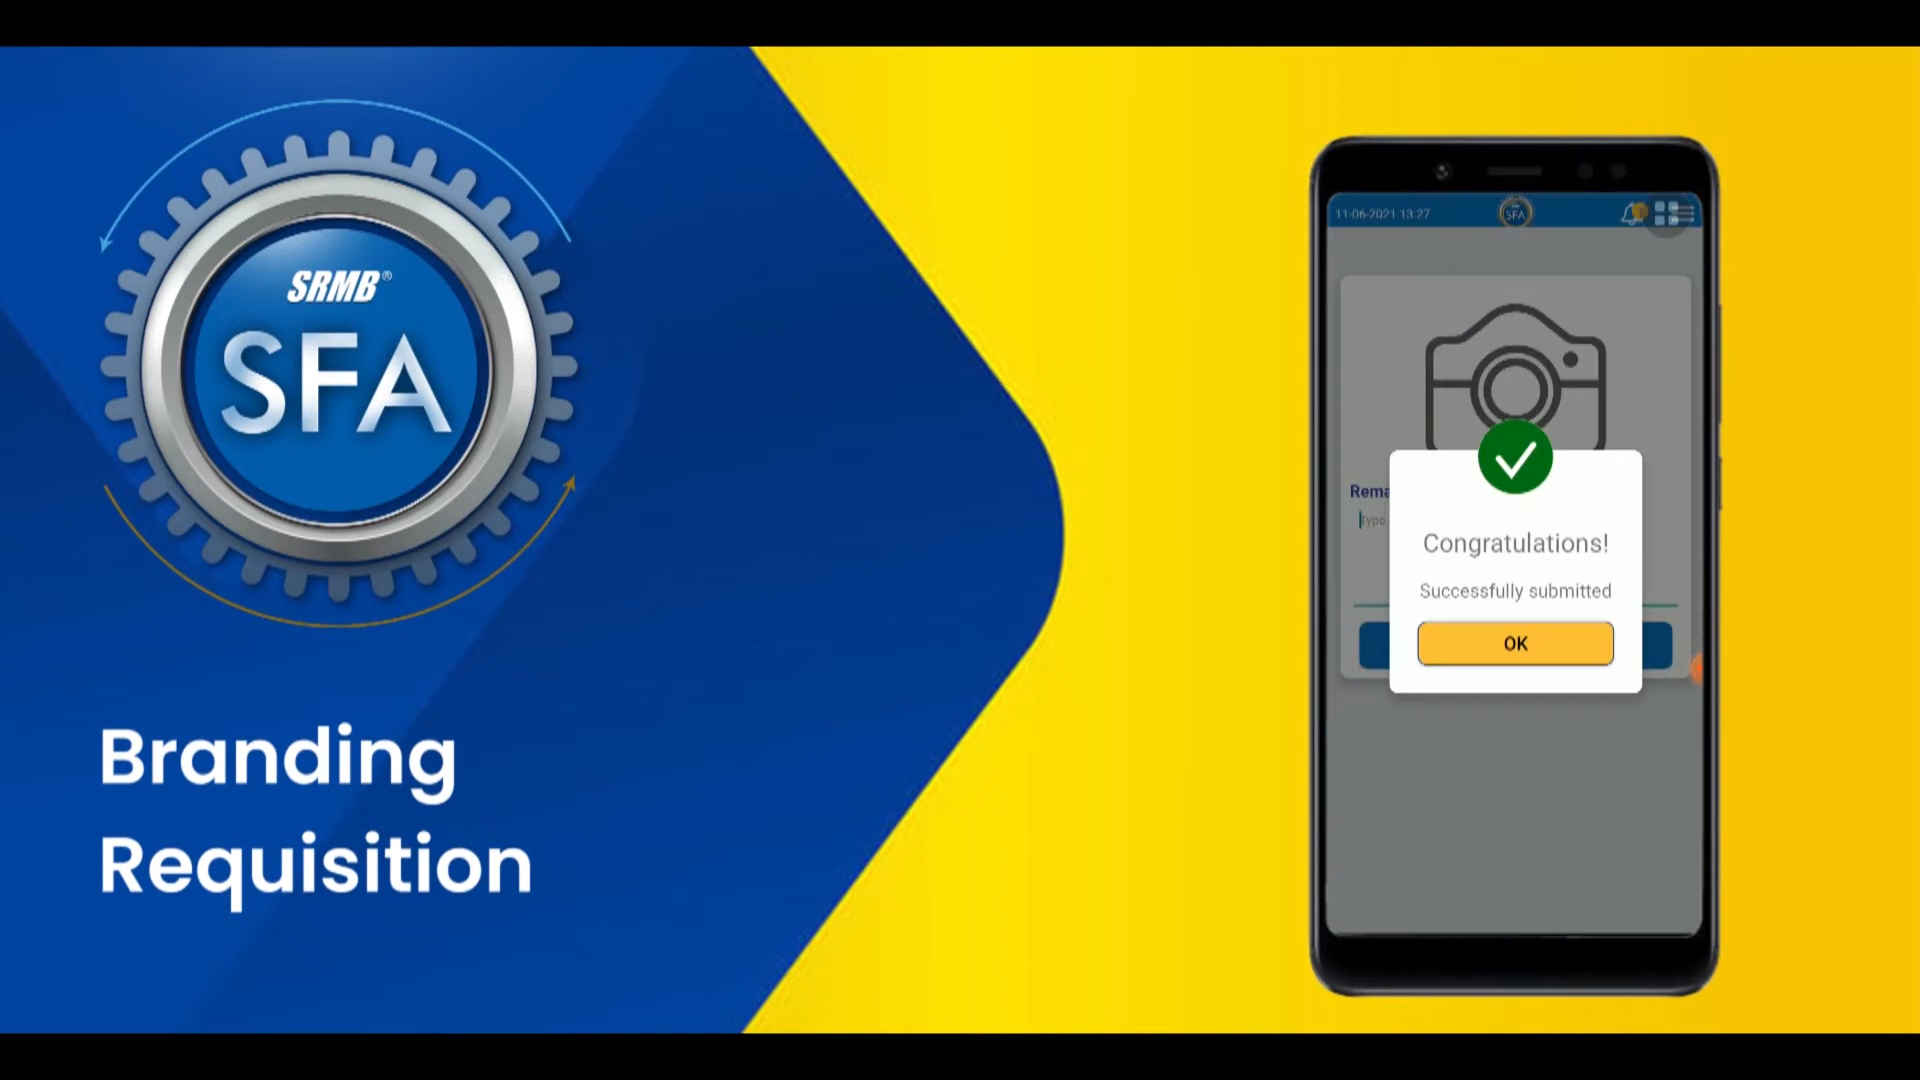 SRMB®
SFA
Branding
Requisition
11-06-2021 13:27
SFA
Rema
Type
Congratulations!
Successfully submitted
OK